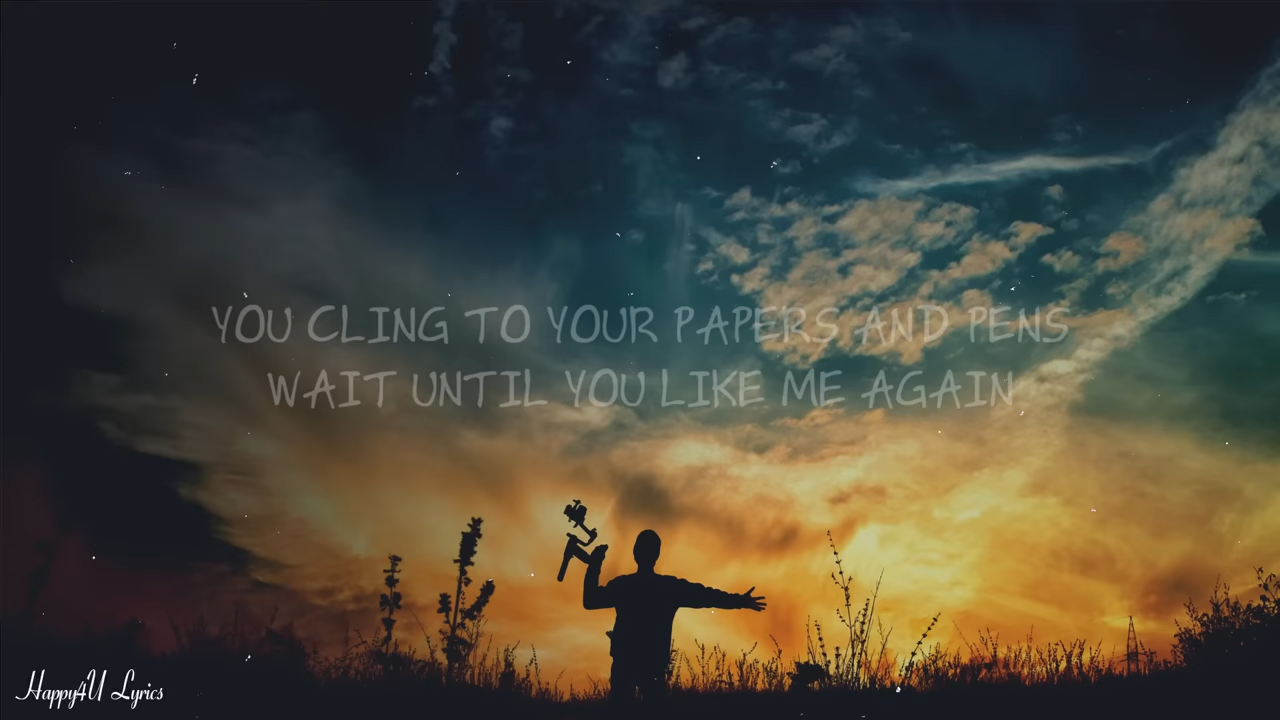 YOU CLING TO YOUR PAPERS AND PENS
WAIT UNTIL YOU LIKE ME AGAIN
Happy4U Lyrics